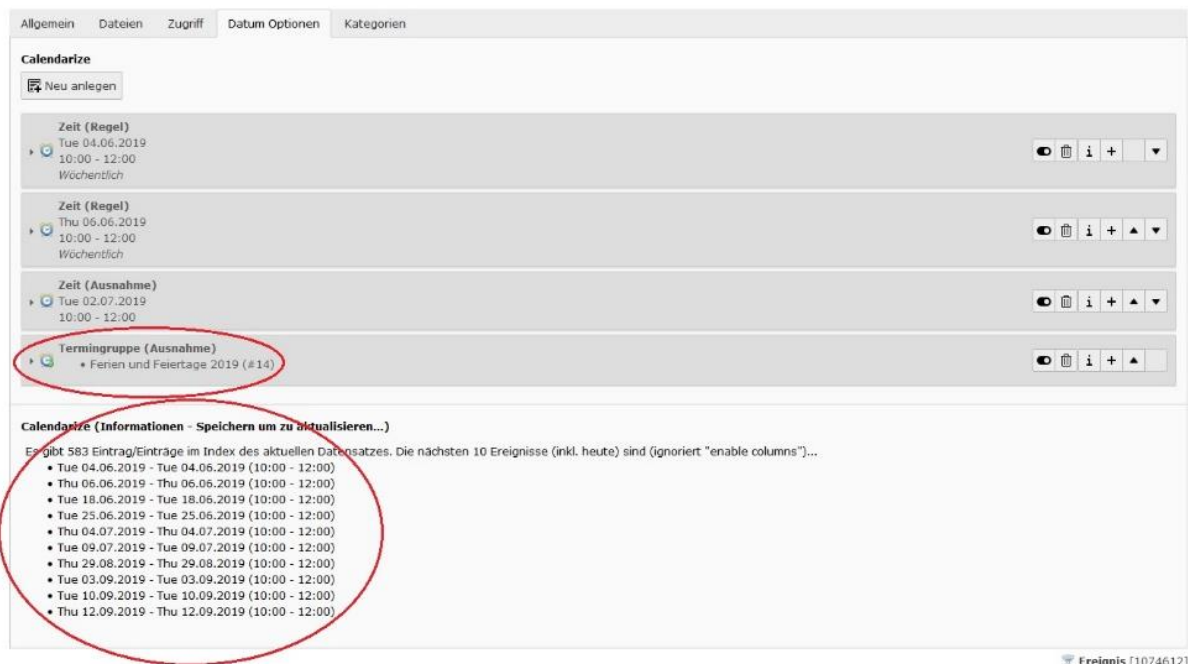 Allgemein Dateien Zugriff Datum Optionen Kategorien
Calendarize
Neu anlegen
Zeit (Regel)
Tue 04.06.2019
10:00 - 12:00
Wöchentlich
Zeit (Regel)
Thu 06.06.2019
10:00 - 12:00
Wöchentlich
Zeit (Ausnahme)
Tue 02.07.2019
10:00 - 12:00
Termingruppe (Ausnahme)
• Ferien und Feiertage 2019 (#14)
Calendarize (Informationen - Speichern um zu aktualisieren...)
Es gibt 583 Eintrag/Einträge im Index des aktuellen Datensatzes. Die nächsten 10 Ereignisse (inkl. heute) sind (ignoriert "enable columns")...
• Tue 04.06.2019 - Tue 04.06.2019 (10:00 - 12:00)
• Thu 06.06.2019 - Thu 06.06.2019 (10:00 - 12:00)
• Tue 18.06.2019 - Tue 18.06.2019 (10:00 - 12:00)
• Tue 25.06.2019 - Tue 25.06.2019 (10:00 - 12:00)
• Thu 04.07.2019 - Thu 04.07.2019 (10:00 - 12:00)
• Tue 09.07.2019 - Tue 09.07.2019 (10:00 - 12:00)
• Thu 29.08.2019 - Thu 29.08.2019 (10:00 - 12:00)
• Tue 03.09.2019 - Tue 03.09.2019 (10:00 - 12:00)
• Tue 10.09.2019 - Tue 10.09.2019 (10:00 - 12:00)
• Thu 12.09.2019 - Thu 12.09.2019 (10:00 - 12:00)
Ereignis [1074612]